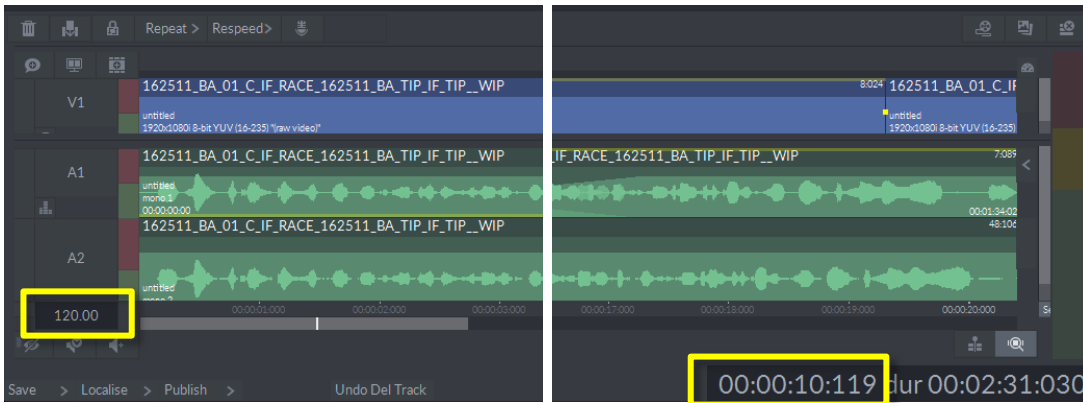 Repeat > Respeed>
V1
162511_BA_01_C_IF_RACE_162511_BA_TIP_IF_TIP__WIP
untitled
1920x1080i 8-bit YUV (16-235) "(raw video)"
8:024
162511_BA_01_C_IF
untitled
1920x1080i 8-bit YUV (16-235)
A1
162511_BA_01_C_IF_RACE_162511_BA_TIP_IF_TIP__WIP
untitled
mono 1
00:00:00:00
_IF_RACE_162511_BA_TIP_IF_TIP__WIP
7:089
<
00:01:34:02
A2
162511_BA_01_C_IF_RACE_162511_BA_TIP_IF_TIP__WIP
untitled
mono 2
48:106
120.00
00:00:01:000 00:00:02:000 00:00:03:000
00:00:17:000 00:00:18:000 00:00:19:000 00:00:20:000
Save > Localise > Publish > Undo Del Track
00:00:10:119 dur 00:02:31:030